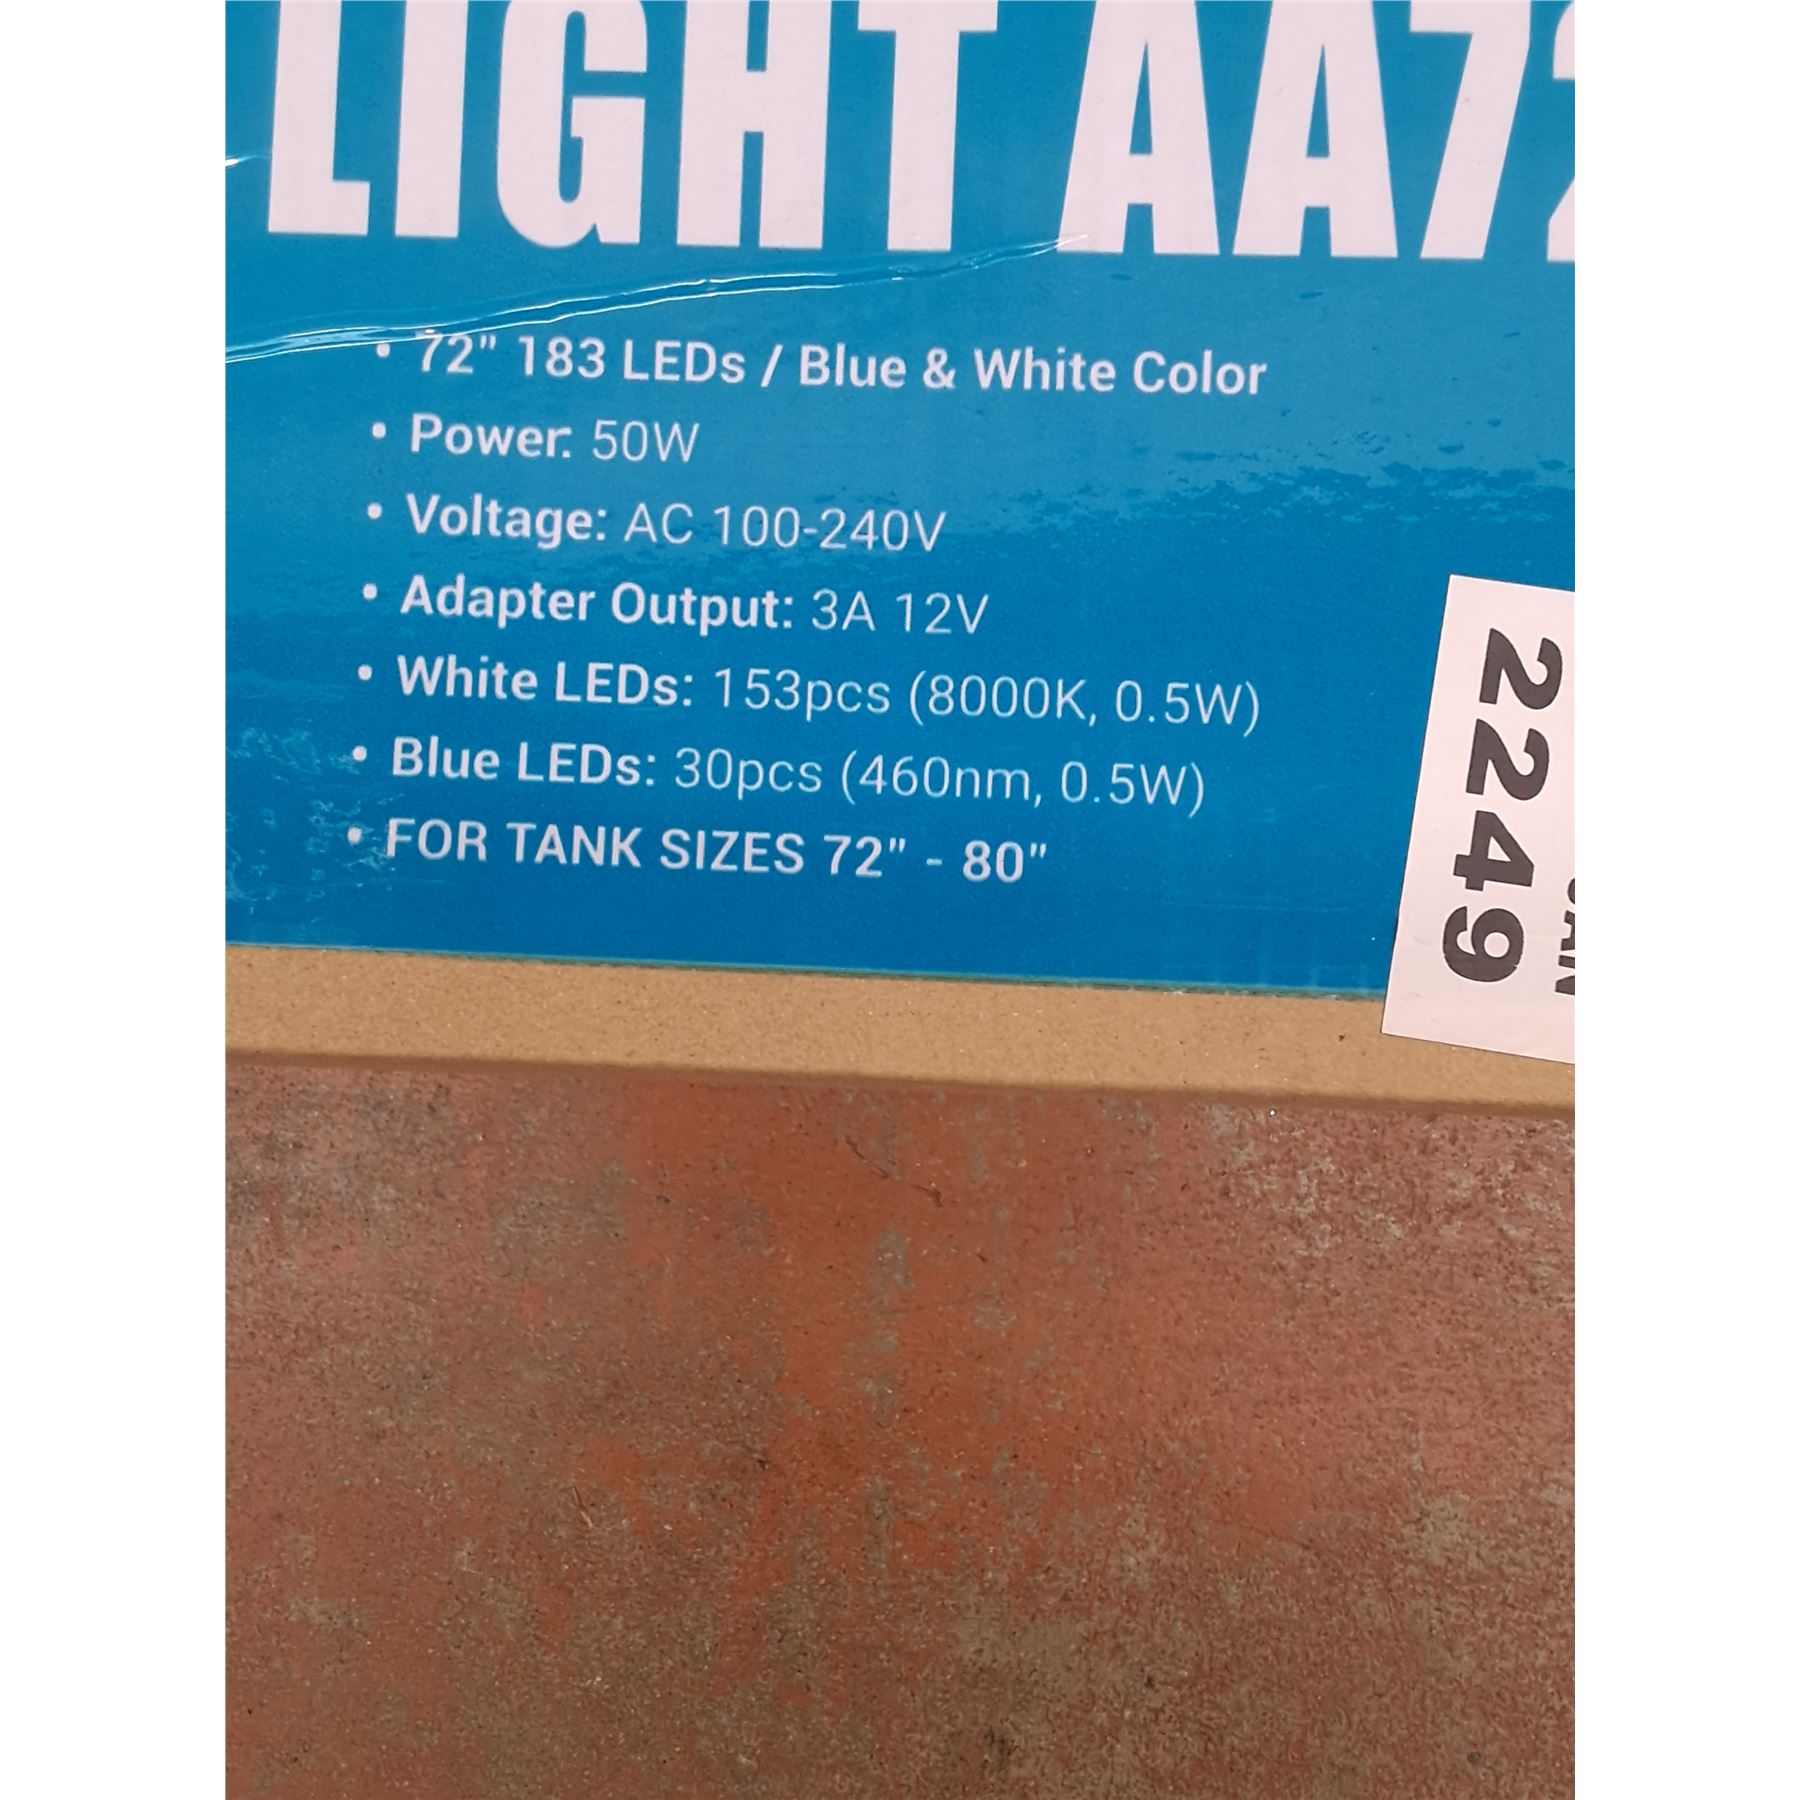 LIGHT AA72
• 72" 183 LEDs / Blue & White Color
• Power: 50W
• Voltage: AC 100-240V
• Adapter Output: 3A 12V
• White LEDs: 153pcs (8000K, 0.5W)
• Blue LEDs: 30pcs (460nm, 0.5W)
• FOR TANK SIZES 72" - 80"
2249